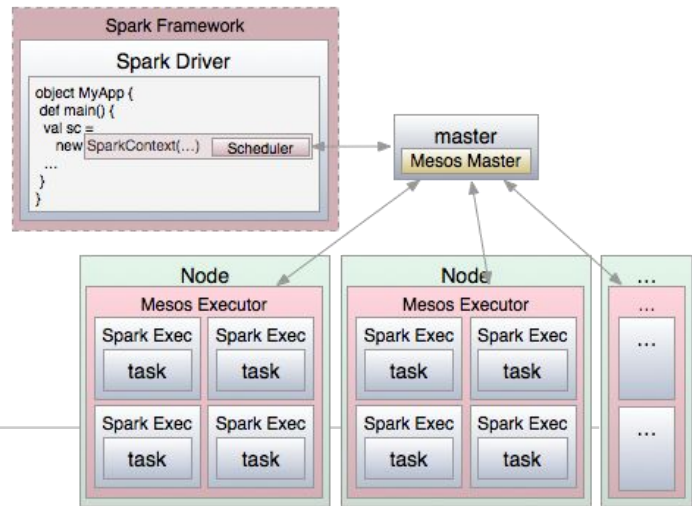 Spark Framework
Spark Driver
object MyApp {
def main() {
val sc =
new SparkContext(…) Scheduler
…
}
}
master
Mesos Master
Node
Mesos Executor
Spark Exec Spark Exec
task task
Spark Exec Spark Exec
task task
Node
Mesos Executor
Spark Exec Spark Exec
task task
Spark Exec Spark Exec
task task
…
…
…
…